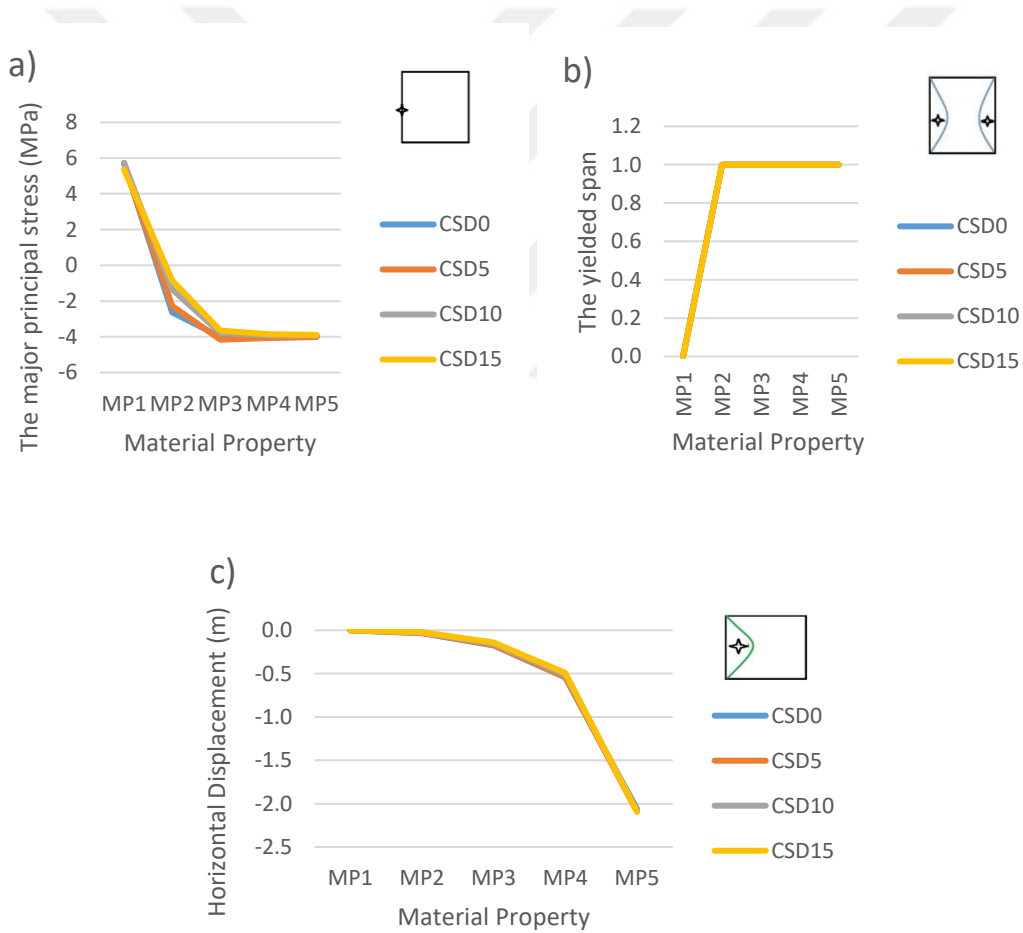 a)
The major principal stress (MPa)
8
6
4
2
0
-2
-4
-6
MP1 MP2 MP3 MP4 MP5
Material Property
CSD0
CSD5
CSD10
CSD15
b)
The yielded span
1.2
1.0
0.8
0.6
0.4
0.2
0.0
MP1
MP2
MP3
MP4
MP5
Material Property
CSD0
CSD5
CSD10
CSD15
c)
Horizontal Displacement (m)
0.0
-0.5
-1.0
-1.5
-2.0
-2.5
MP1 MP2 MP3 MP4 MP5
Material Property
CSD0
CSD5
CSD10
CSD15